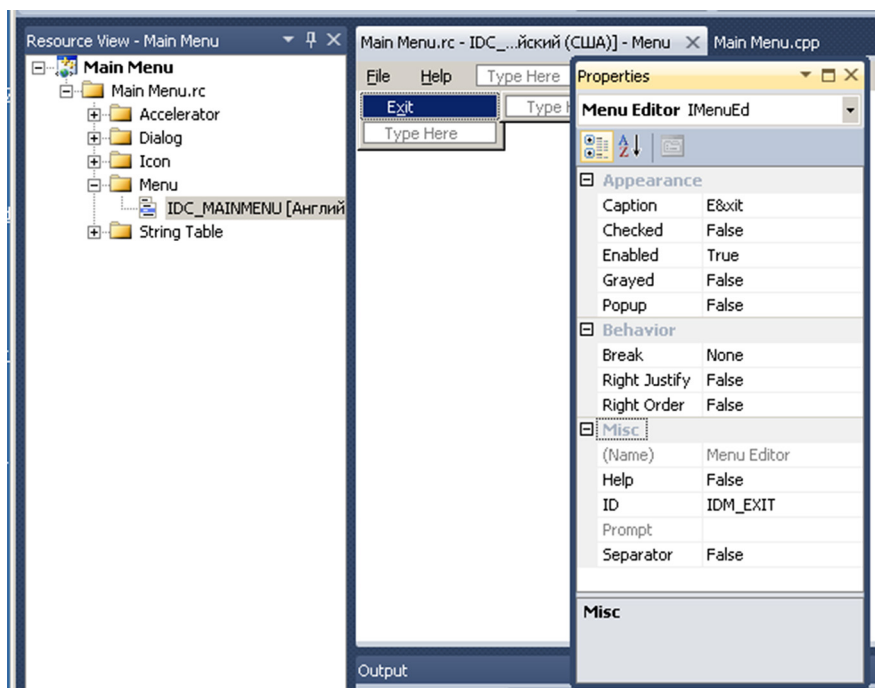 Resource View - Main Menu
Main Menu
Main Menu.rc
Accelerator
Dialog
Icon
Menu
IDC_MAINMENU [Англий
String Table
Main Menu.rc - IDC_...йский (США)] - Menu
Main Menu.cpp
File Help Type Here
Exit Type H
Type Here
Properties
Menu Editor IMenuEd
Appearance
Caption E&xit
Checked False
Enabled True
Grayed False
Popup False
Behavior
Break None
Right Justify False
Right Order False
Misc
(Name) Menu Editor
Help False
ID IDM_EXIT
Prompt
Separator False
Misc
Output